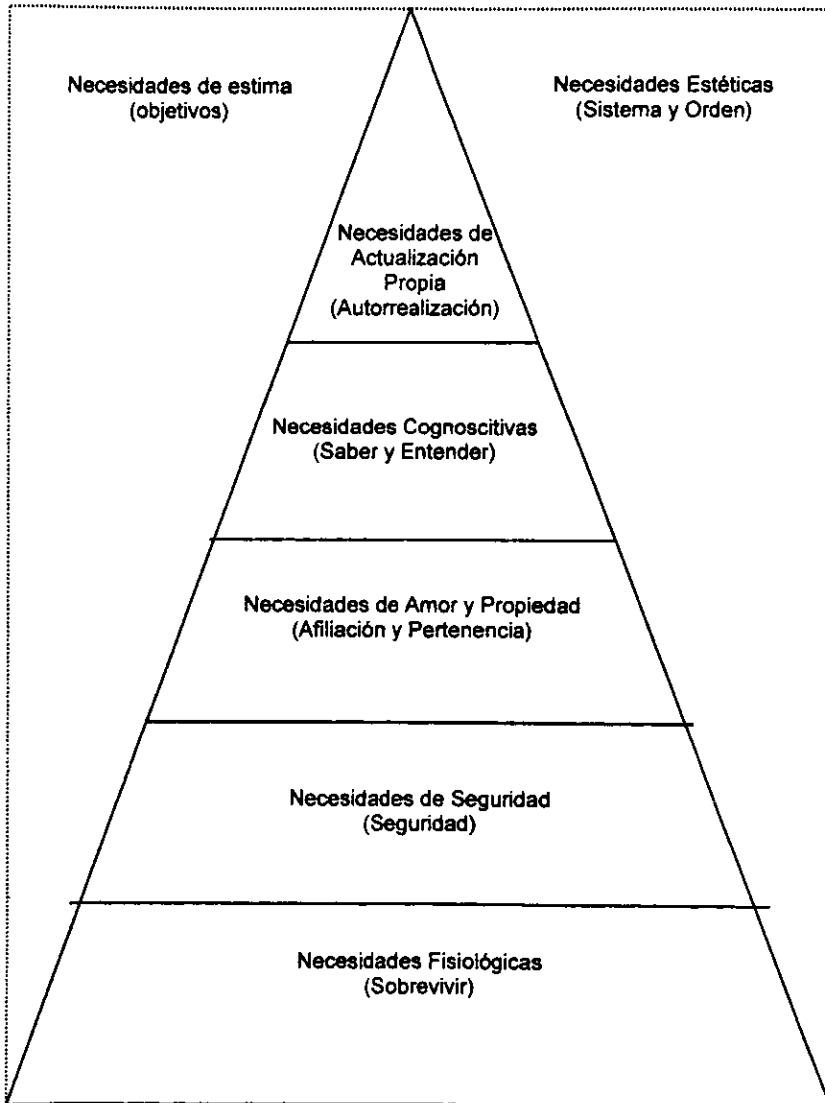 Necesidades de estima
(objetivos)
Necesidades Estéticas
(Sistema y Orden)
Necesidades de
Actualización
Propia
(Autorrealización)
Necesidades Cognoscitivas
(Saber y Entender)
Necesidades de Amor y Propiedad
(Afiliación y Pertenencia)
Necesidades de Seguridad
(Seguridad)
Necesidades Fisiológicas
(Sobrevivir)